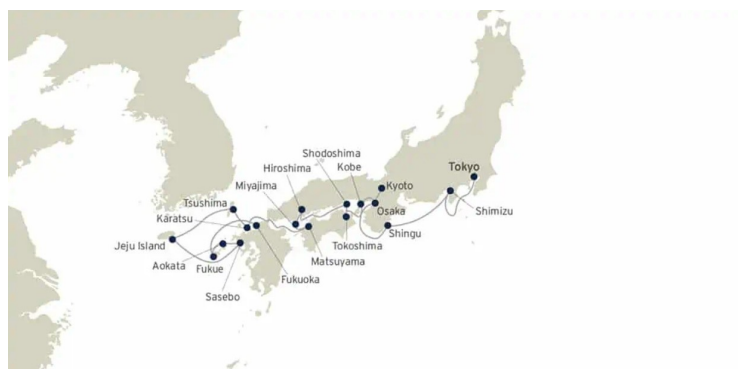 Shodoshima
Kobe
Hiroshima
Tokyo
Miyajima
Kyoto
Tsushima
Karatsu
Osaka
Shimizu
Shingu
Jeju Island
Tokoshima
Matsuyama
Aokata
Fukue
Fukuoka
Sasebo